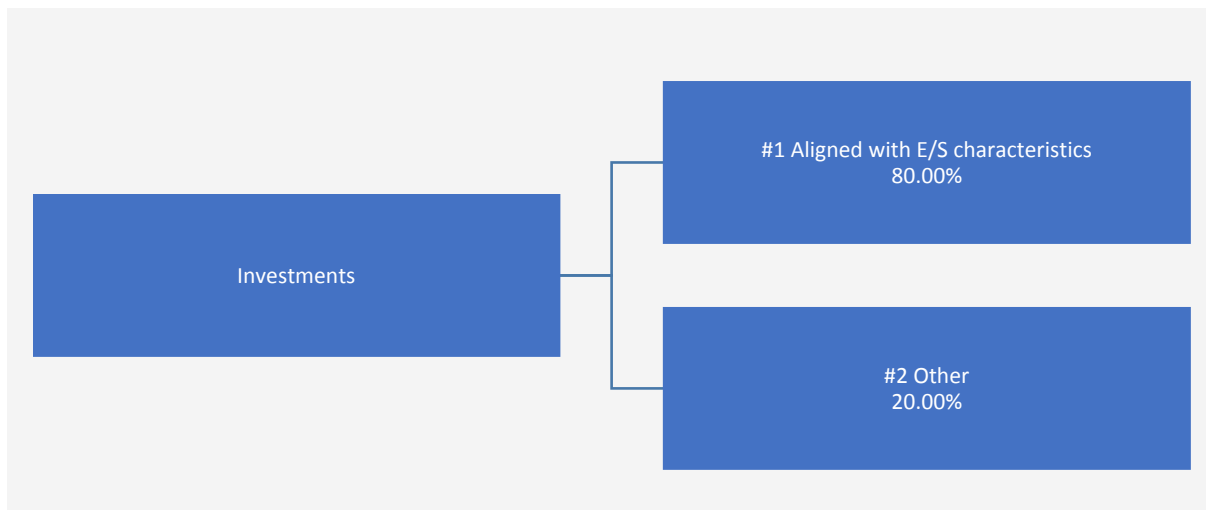 Investments
#1 Aligned with E/S characteristics
80.00%
#2 Other
20.00%